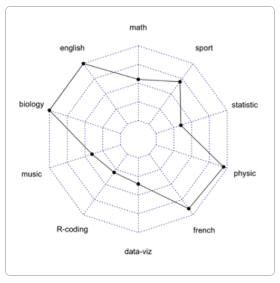 math
english
sport
biology
statistic
music
physic
R-coding
french
data-viz